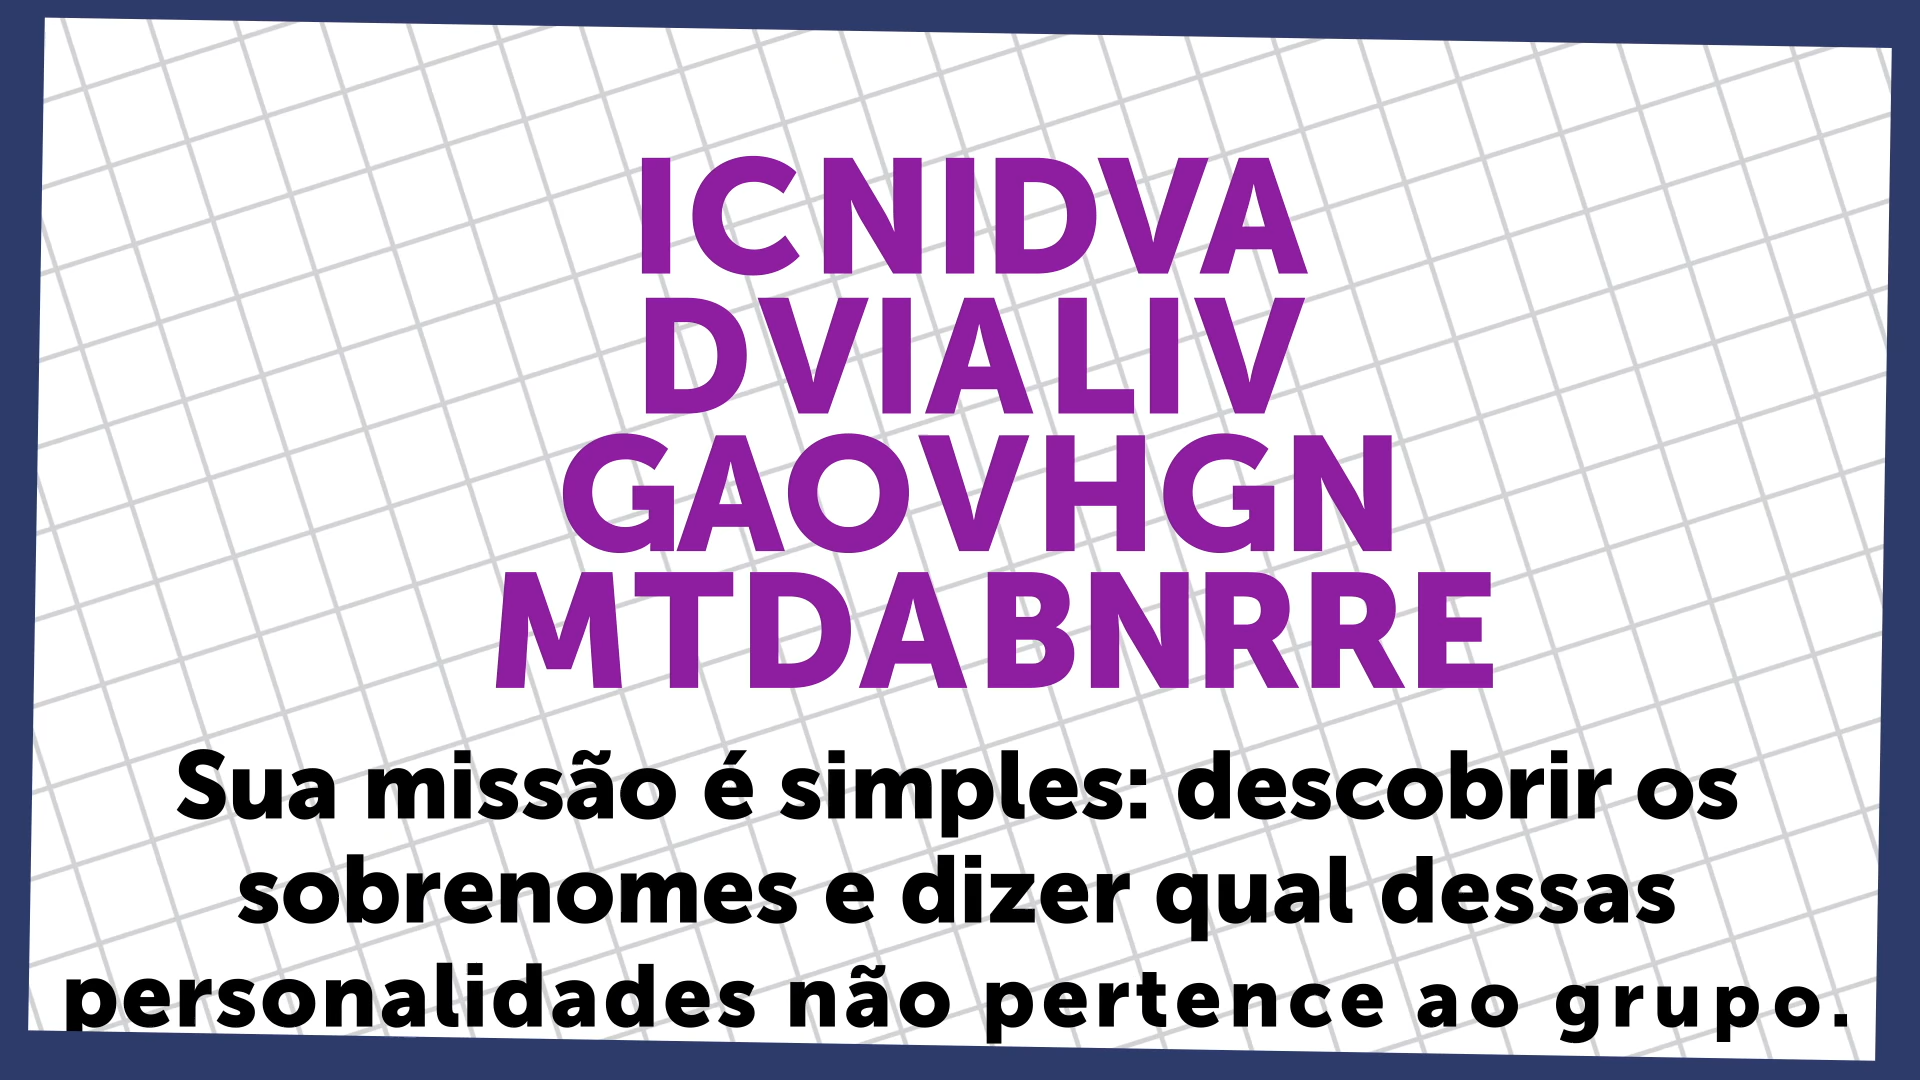 ICNIDVA
DVIALIV
GAOVHGN
MTDABNRRE
Sua missão é simples: descobrir os
sobrenomes e dizer qual dessas
personalidades não pertence ao grupo.